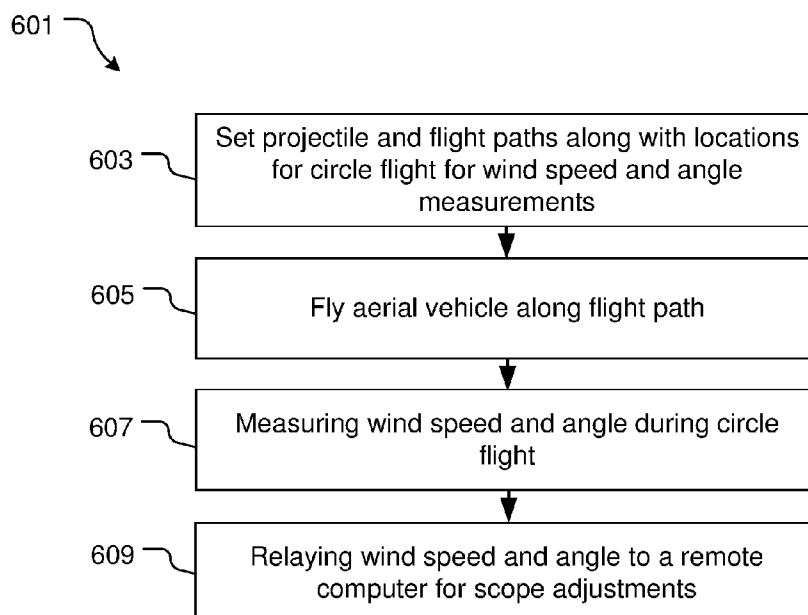 601
603
Set projectile and flight paths along with locations
for circle flight for wind speed and angle
measurements
605
Fly aerial vehicle along flight path
607
Measuring wind speed and angle during circle
flight
609
Relaying wind speed and angle to a remote
computer for scope adjustments